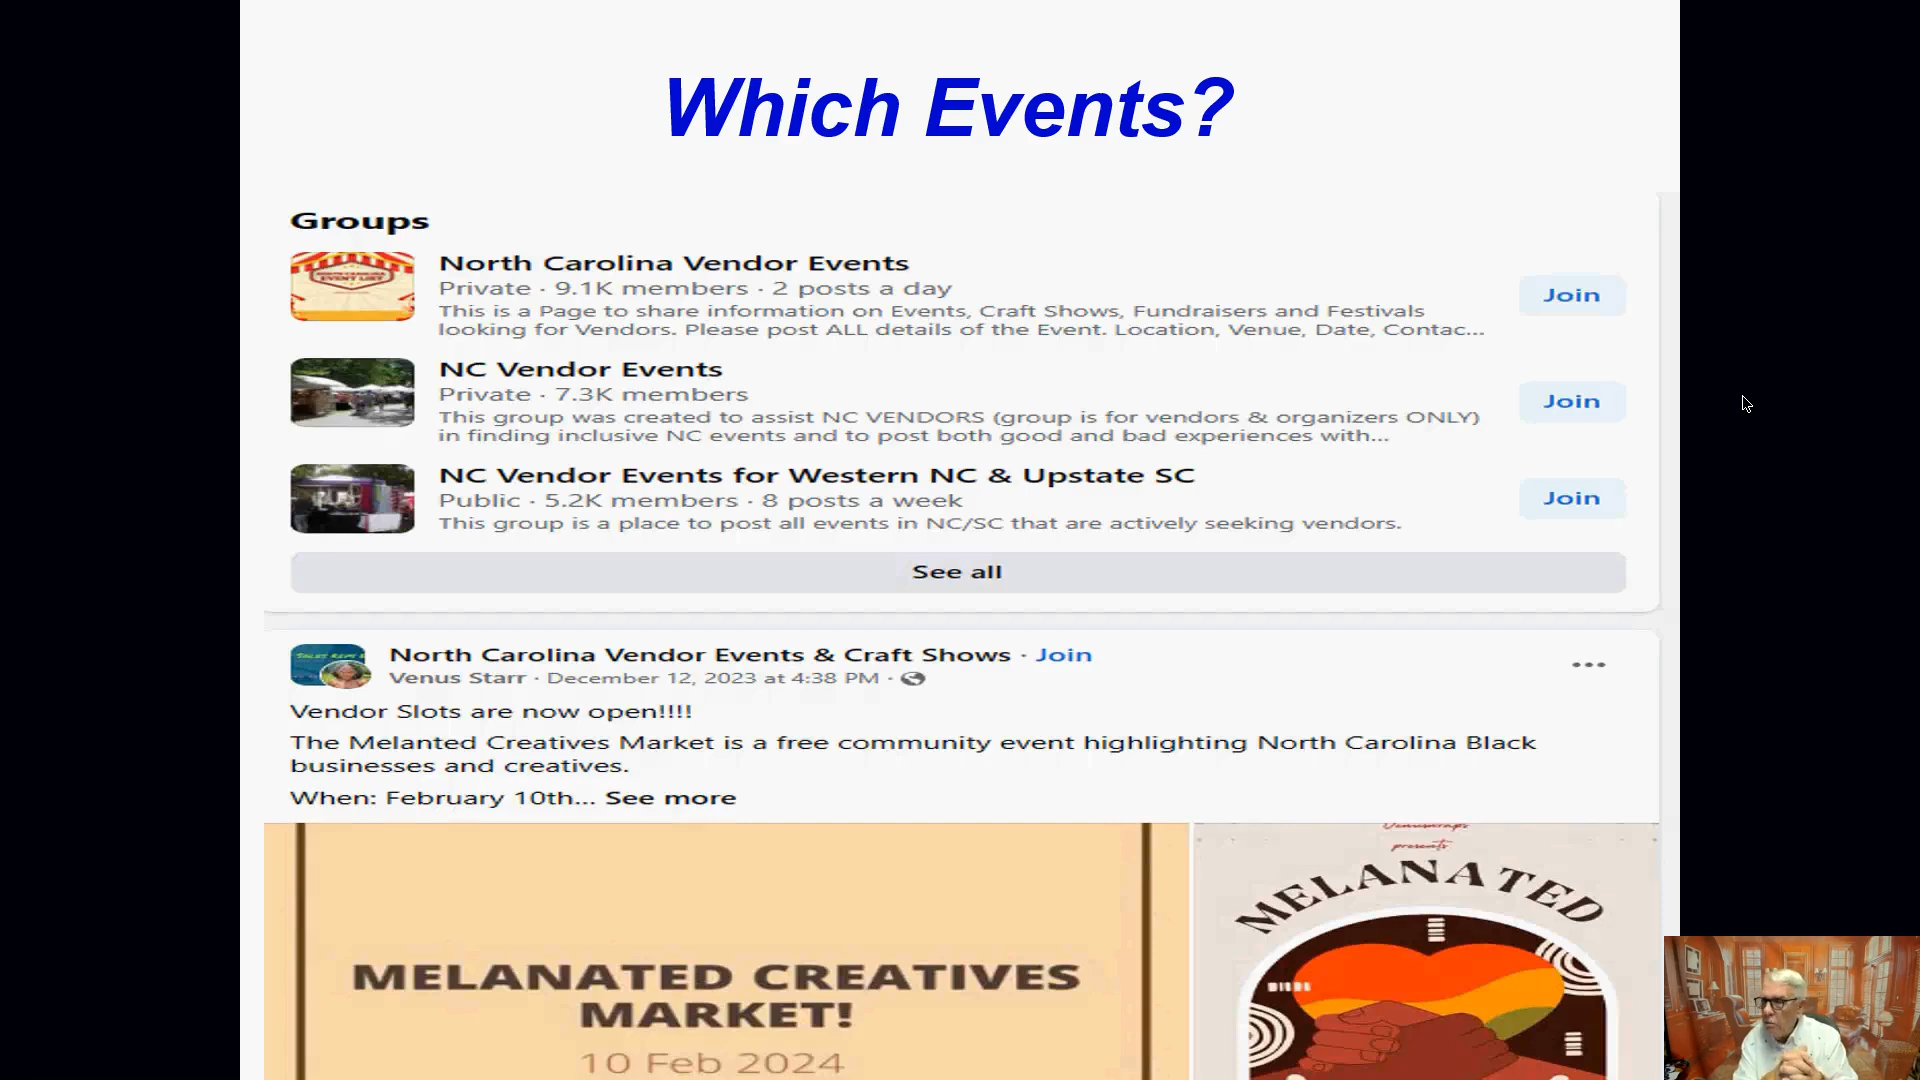 Which Events?
Groups
EVENT LIST
North Carolina Vendor Events
Private · 9.1K members · 2 posts a day
This is a Page to share information on Events, Craft Shows, Fundraisers and Festivals
looking for Vendors. Please post ALL details of the Event. Location, Venue, Date, Contac...
Join
NC Vendor Events
Private · 7.3K members
This group was created to assist NC VENDORS (group is for vendors & organizers ONLY)
in finding inclusive NC events and to post both good and bad experiences with...
Join
NC Vendor Events for Western NC & Upstate SC
Public · 5.2K members · 8 posts a week
This group is a place to post all events in NC/SC that are actively seeking vendors.
Join
See all
North Carolina Vendor Events & Craft Shows · Join
Venus Starr · December 12, 2023 at 4:38 PM ·
Vendor Slots are now open!!!!
The Melanted Creatives Market is a free community event highlighting North Carolina Black
businesses and creatives.
When: February 10th... See more
MELANATED CREATIVES
MARKET!
10 Feb 2024
presents
MELANATED